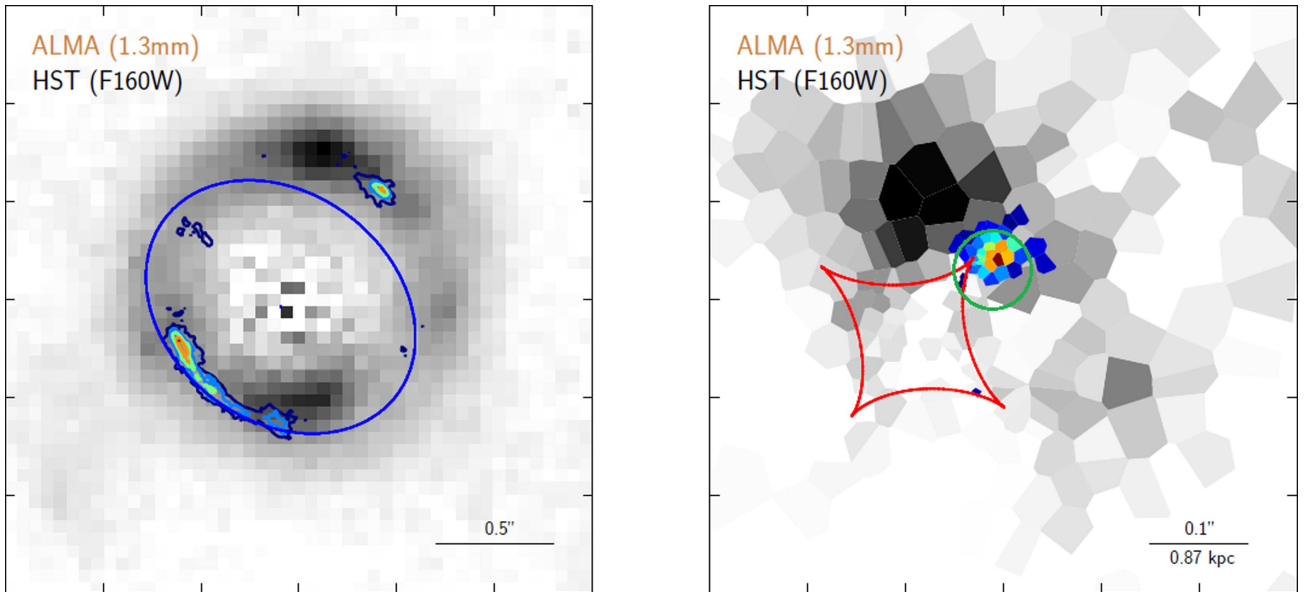 ALMA (1.3mm)
HST (F160W)
0.5"
ALMA (1.3mm)
HST (F160W)
0.1"
0.87 kpc